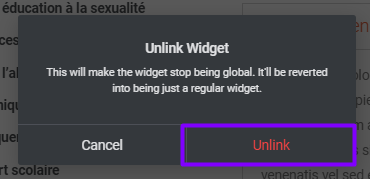 éducation à la sexualité
Unlink Widget
This will make the widget stop being global. It'll be reverted
into being just a regular widget.
Cancel
Unlink
rt scolaire
venenatis vel sed